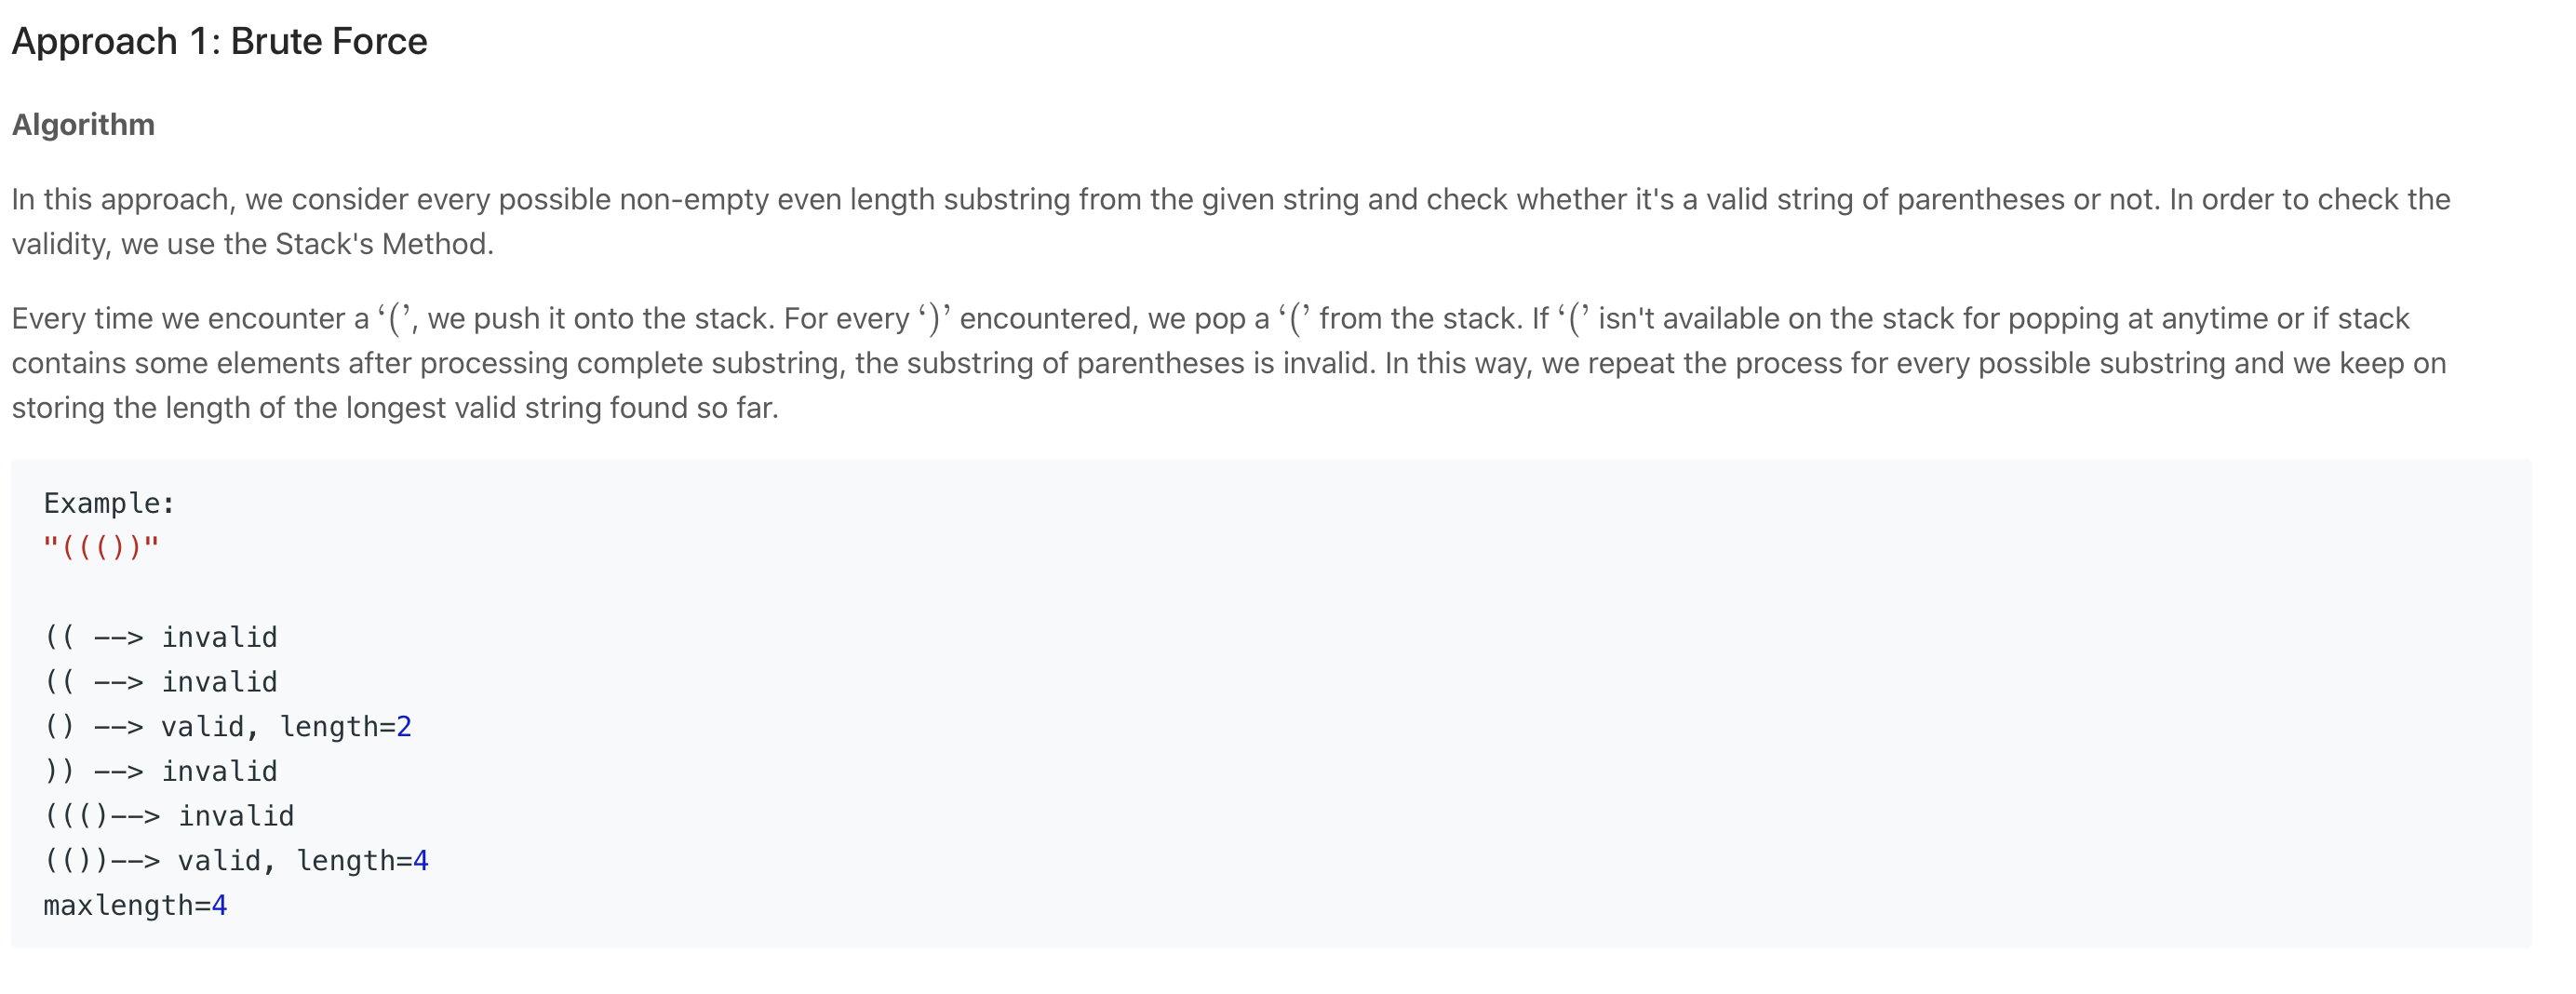 Approach 1: Brute Force
Algorithm
In this approach, we consider every possible non-empty even length substring from the given string and check whether it's a valid string of parentheses or not. In order to check the
validity, we use the Stack's Method.
Every time we encounter a ‘(’, we push it onto the stack. For every ‘)’ encountered, we pop a ‘(’ from the stack. If ‘(’ isn't available on the stack for popping at anytime or if stack
contains some elements after processing complete substring, the substring of parentheses is invalid. In this way, we repeat the process for every possible substring and we keep on
storing the length of the longest valid string found so far.
Example:
"((())"
(( --> invalid
(( --> invalid
() --> valid, length=2
)) --> invalid
((()--> invalid
(())--> valid, length=4
maxlength=4